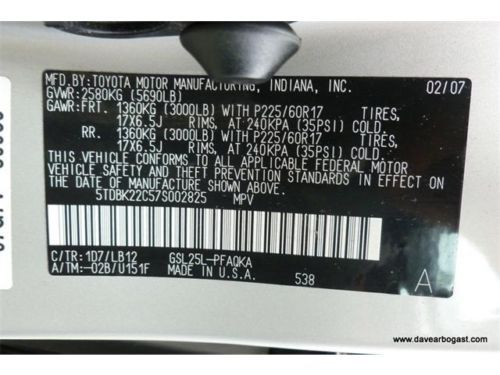 MFD.BY:TOYOTA MOTOR MANUFACTURING, INDIANA, INC. 02/07
GVWR:2580KG (5690LB)
GAWR:FRT. 1360KG (3000LB) WITH P225/60R17 TIRES,
17X6.5J RIMS, AT 240KPA (35PSI) COLD.
RR. 1360KG (3000LB) WITH P225/60R17 TIRES,
17X6.5J RIMS, AT 240KPA (35PSI) COLD.
THIS VEHICLE CONFORMS TO ALL APPLICABLE FEDERAL MOTOR
VEHICLE SAFETY AND THEFT PREVENTION STANDARDS IN EFFECT
ON THE DATE OF MANUFACTURE SHOWN ABOVE.
5TDBK22C57S002825 MPV
C/TR:1D7/LB12 GSL25L-PFAQKA
A/TM:-02B/U151F MADE IN U.S.A. 538
A
www.davearbogast.com